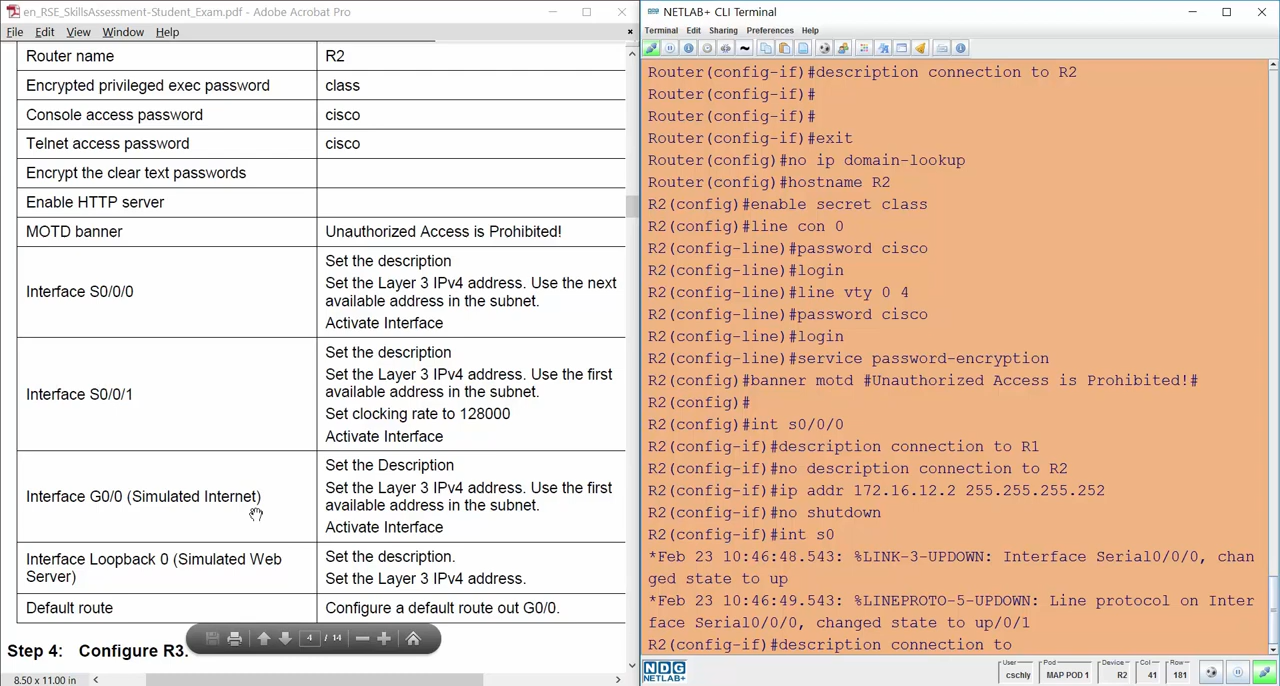 en_RSE_SkillsAssessment-Student_Exam.pdf - Adobe Acrobat Pro
File Edit View Window Help
Router name R2
Encrypted privileged exec password class
Console access password cisco
Telnet access password cisco
Encrypt the clear text passwords
Enable HTTP server
MOTD banner Unauthorized Access is Prohibited!
Interface S0/0/0
Set the description
Set the Layer 3 IPv4 address. Use the next
available address in the subnet.
Activate Interface
Interface S0/0/1
Set the description
Set the Layer 3 IPv4 address. Use the first
available address in the subnet.
Set clocking rate to 128000
Activate Interface
Interface G0/0 (Simulated Internet)
Set the Description
Set the Layer 3 IPv4 address. Use the first
available address in the subnet.
Activate Interface
Interface Loopback 0 (Simulated Web
Server)
Set the description.
Set the Layer 3 IPv4 address.
Default route Configure a default route out G0/0.
4 / 14
Step 4: Configure R3.
8.50 x 11.00 in
NETLAB+ CLI Terminal
Terminal Edit Sharing Preferences Help
Router(config-if)#description connection to R2
Router(config-if)#
Router(config-if)#
Router(config-if)#exit
Router(config)#no ip domain-lookup
Router(config)#hostname R2
R2(config)#enable secret class
R2(config)#line con 0
R2(config-line)#password cisco
R2(config-line)#login
R2(config-line)#line vty 0 4
R2(config-line)#password cisco
R2(config-line)#login
R2(config-line)#service password-encryption
R2(config)#banner motd #Unauthorized Access is Prohibited!#
R2(config)#
R2(config)#int s0/0/0
R2(config-if)#description connection to R1
R2(config-if)#no description connection to R2
R2(config-if)#ip addr 172.16.12.2 255.255.255.252
R2(config-if)#no shutdown
R2(config-if)#int s0
*Feb 23 10:46:48.543: %LINK-3-UPDOWN: Interface Serial0/0/0, chan
ged state to up
*Feb 23 10:46:49.543: %LINEPROTO-5-UPDOWN: Line protocol on Inter
face Serial0/0/0, changed state to up/0/1
R2(config-if)#description connection to
NDG
NETLAB+
User
cschly
Pod
MAP POD 1
Device
R2
Col
41
Row
181